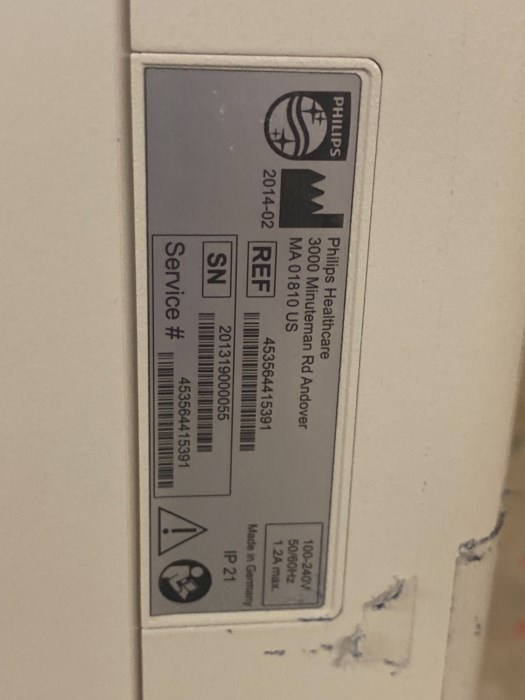 PHILIPS
Philips Healthcare
3000 Minuteman Rd Andover
MA 01810 US
2014-02
REF 453564415391
SN 201319000055
Service # 453564415391
100-240V
50/60Hz
1.2A max.
Made in Germany
IP 21